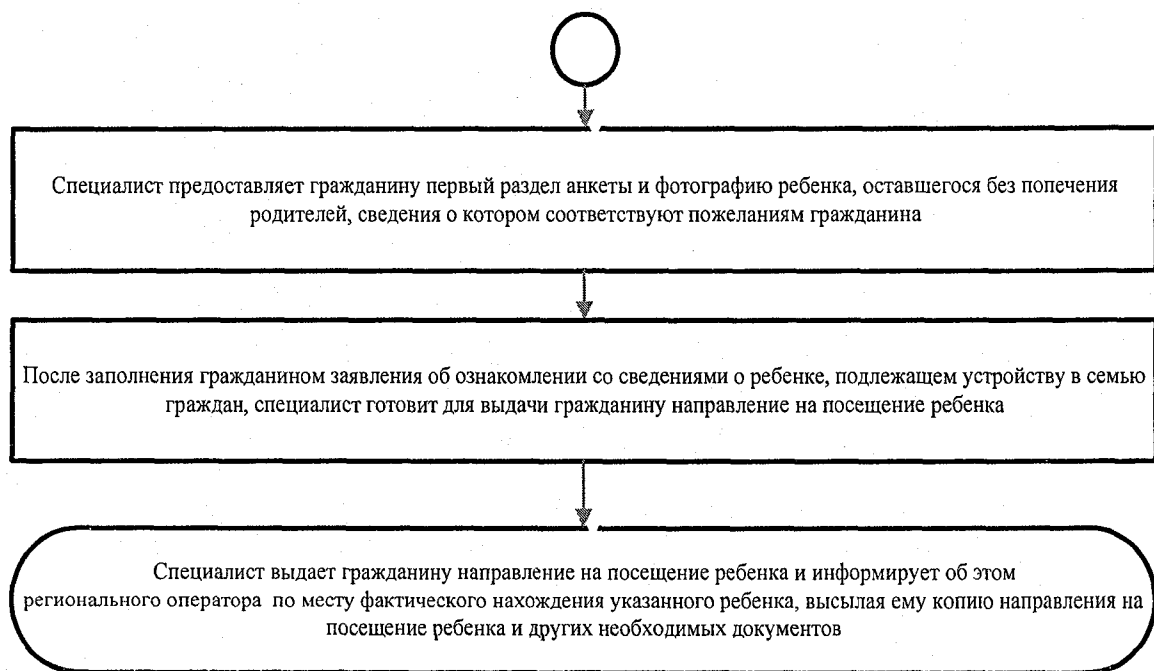 Специалист предоставляет гражданину первый раздел анкеты и фотографию ребенка, оставшегося без попечения
родителей, сведения о котором соответствуют пожеланиям гражданина
После заполнения гражданином заявления об ознакомлении со сведениями о ребенке, подлежащем устройству в семью
граждан, специалист готовит для выдачи гражданину направление на посещение ребенка
Специалист выдает гражданину направление на посещение ребенка и информирует об этом
регионального оператора по месту фактического нахождения указанного ребенка, высылая ему копию направления на
посещение ребенка и других необходимых документов